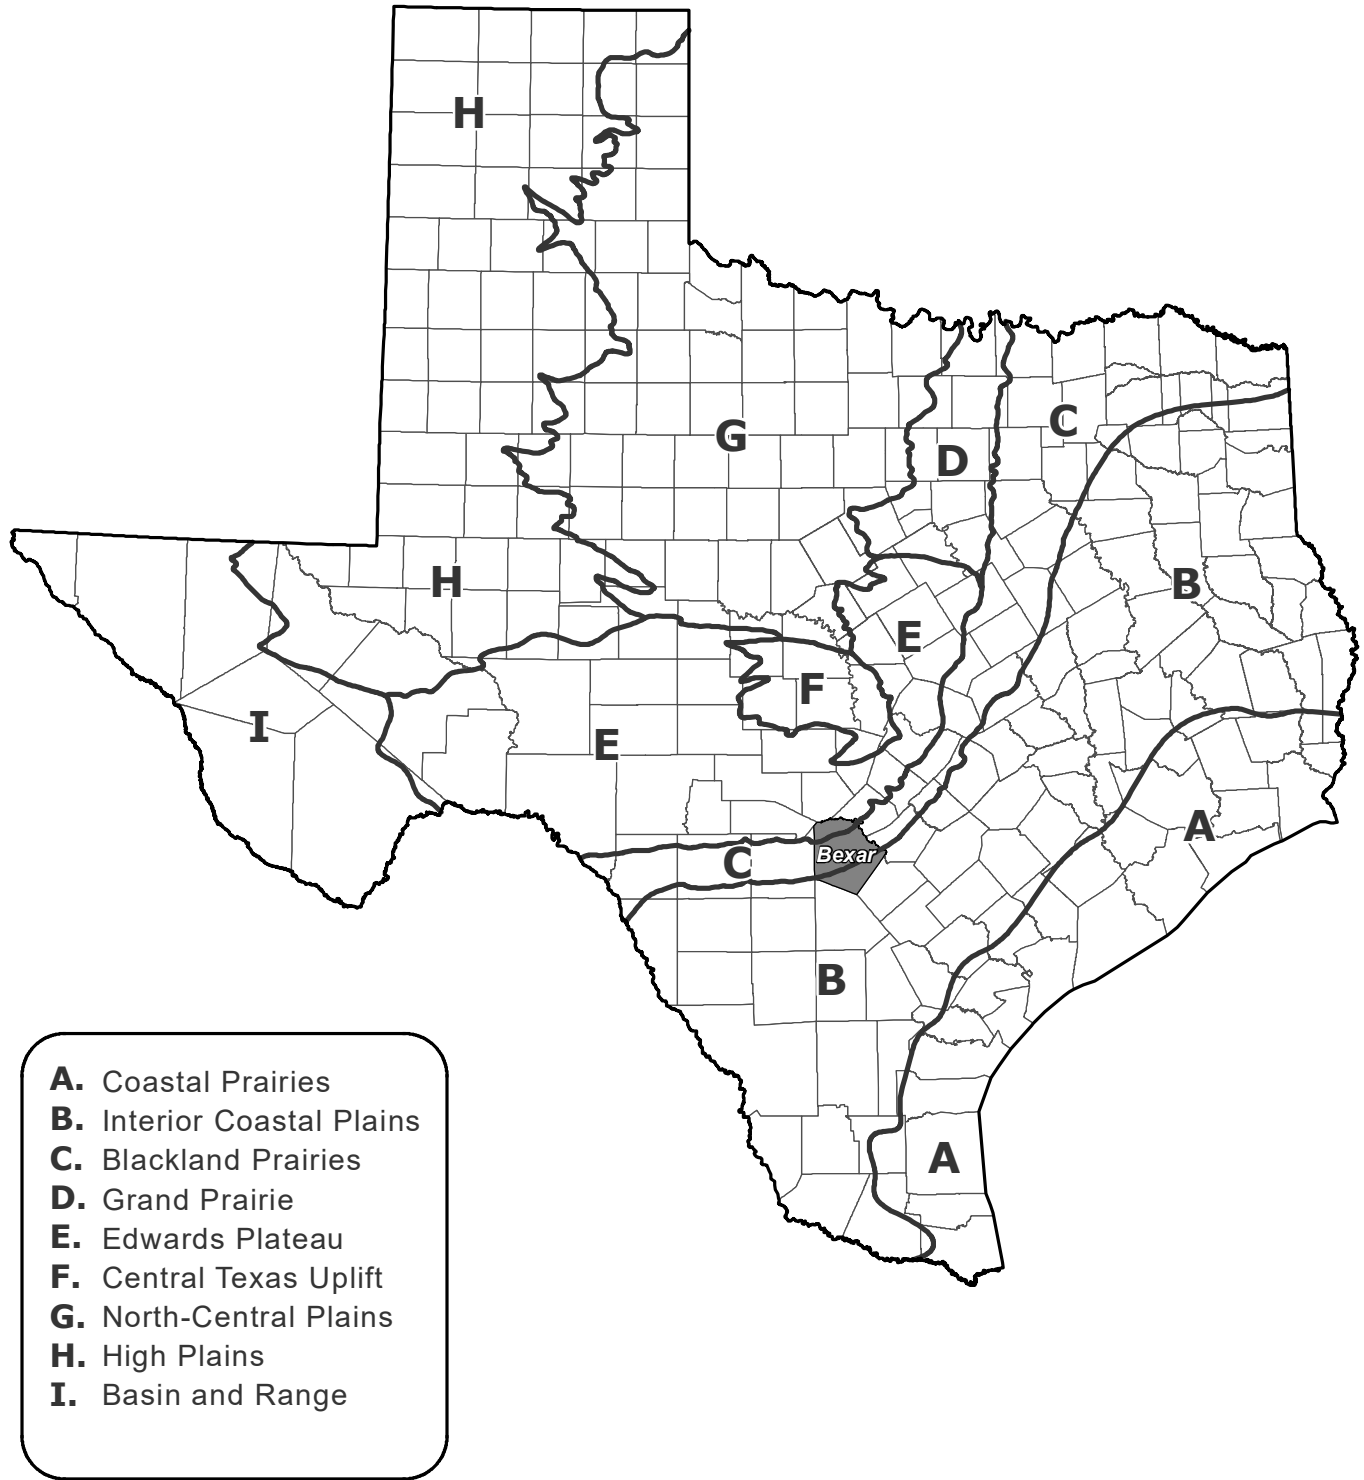 H
G
C
D
H
B
E
F
I
E
A
C
Bexar
B
A
A. Coastal Prairies
B. Interior Coastal Plains
C. Blackland Prairies
D. Grand Prairie
E. Edwards Plateau
F. Central Texas Uplift
G. North-Central Plains
H. High Plains
I. Basin and Range